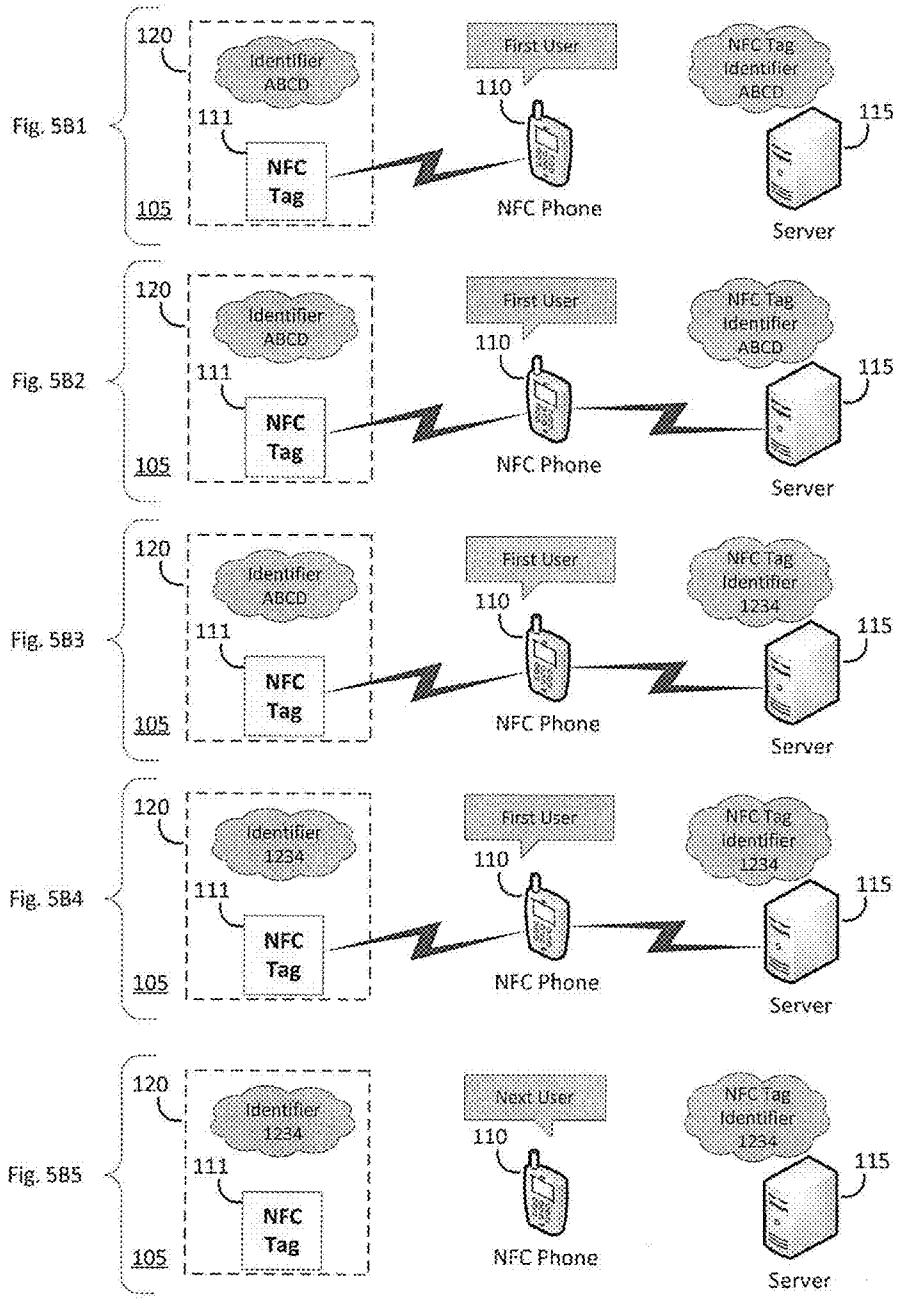 120
Identifier
ABCD
First User
NFC Tag
Identifier
ABCD
110
115
Fig. 5B1
111
NFC
Tag
105
NFC Phone
Server
120
Identifier
ABCD
First User
NFC Tag
Identifier
ABCD
110
115
Fig. 5B2
111
NFC
Tag
105
NFC Phone
Server
120
Identifier
ABCD
First User
NFC Tag
Identifier
1234
110
115
Fig. 5B3
111
NFC
Tag
105
NFC Phone
Server
120
Identifier
1234
First User
NFC Tag
Identifier
1234
110
115
Fig. 5B4
111
NFC
Tag
105
NFC Phone
Server
120
Identifier
1234
Next User
NFC Tag
Identifier
1234
110
115
Fig. 5B5
111
NFC
Tag
105
NFC Phone
Server